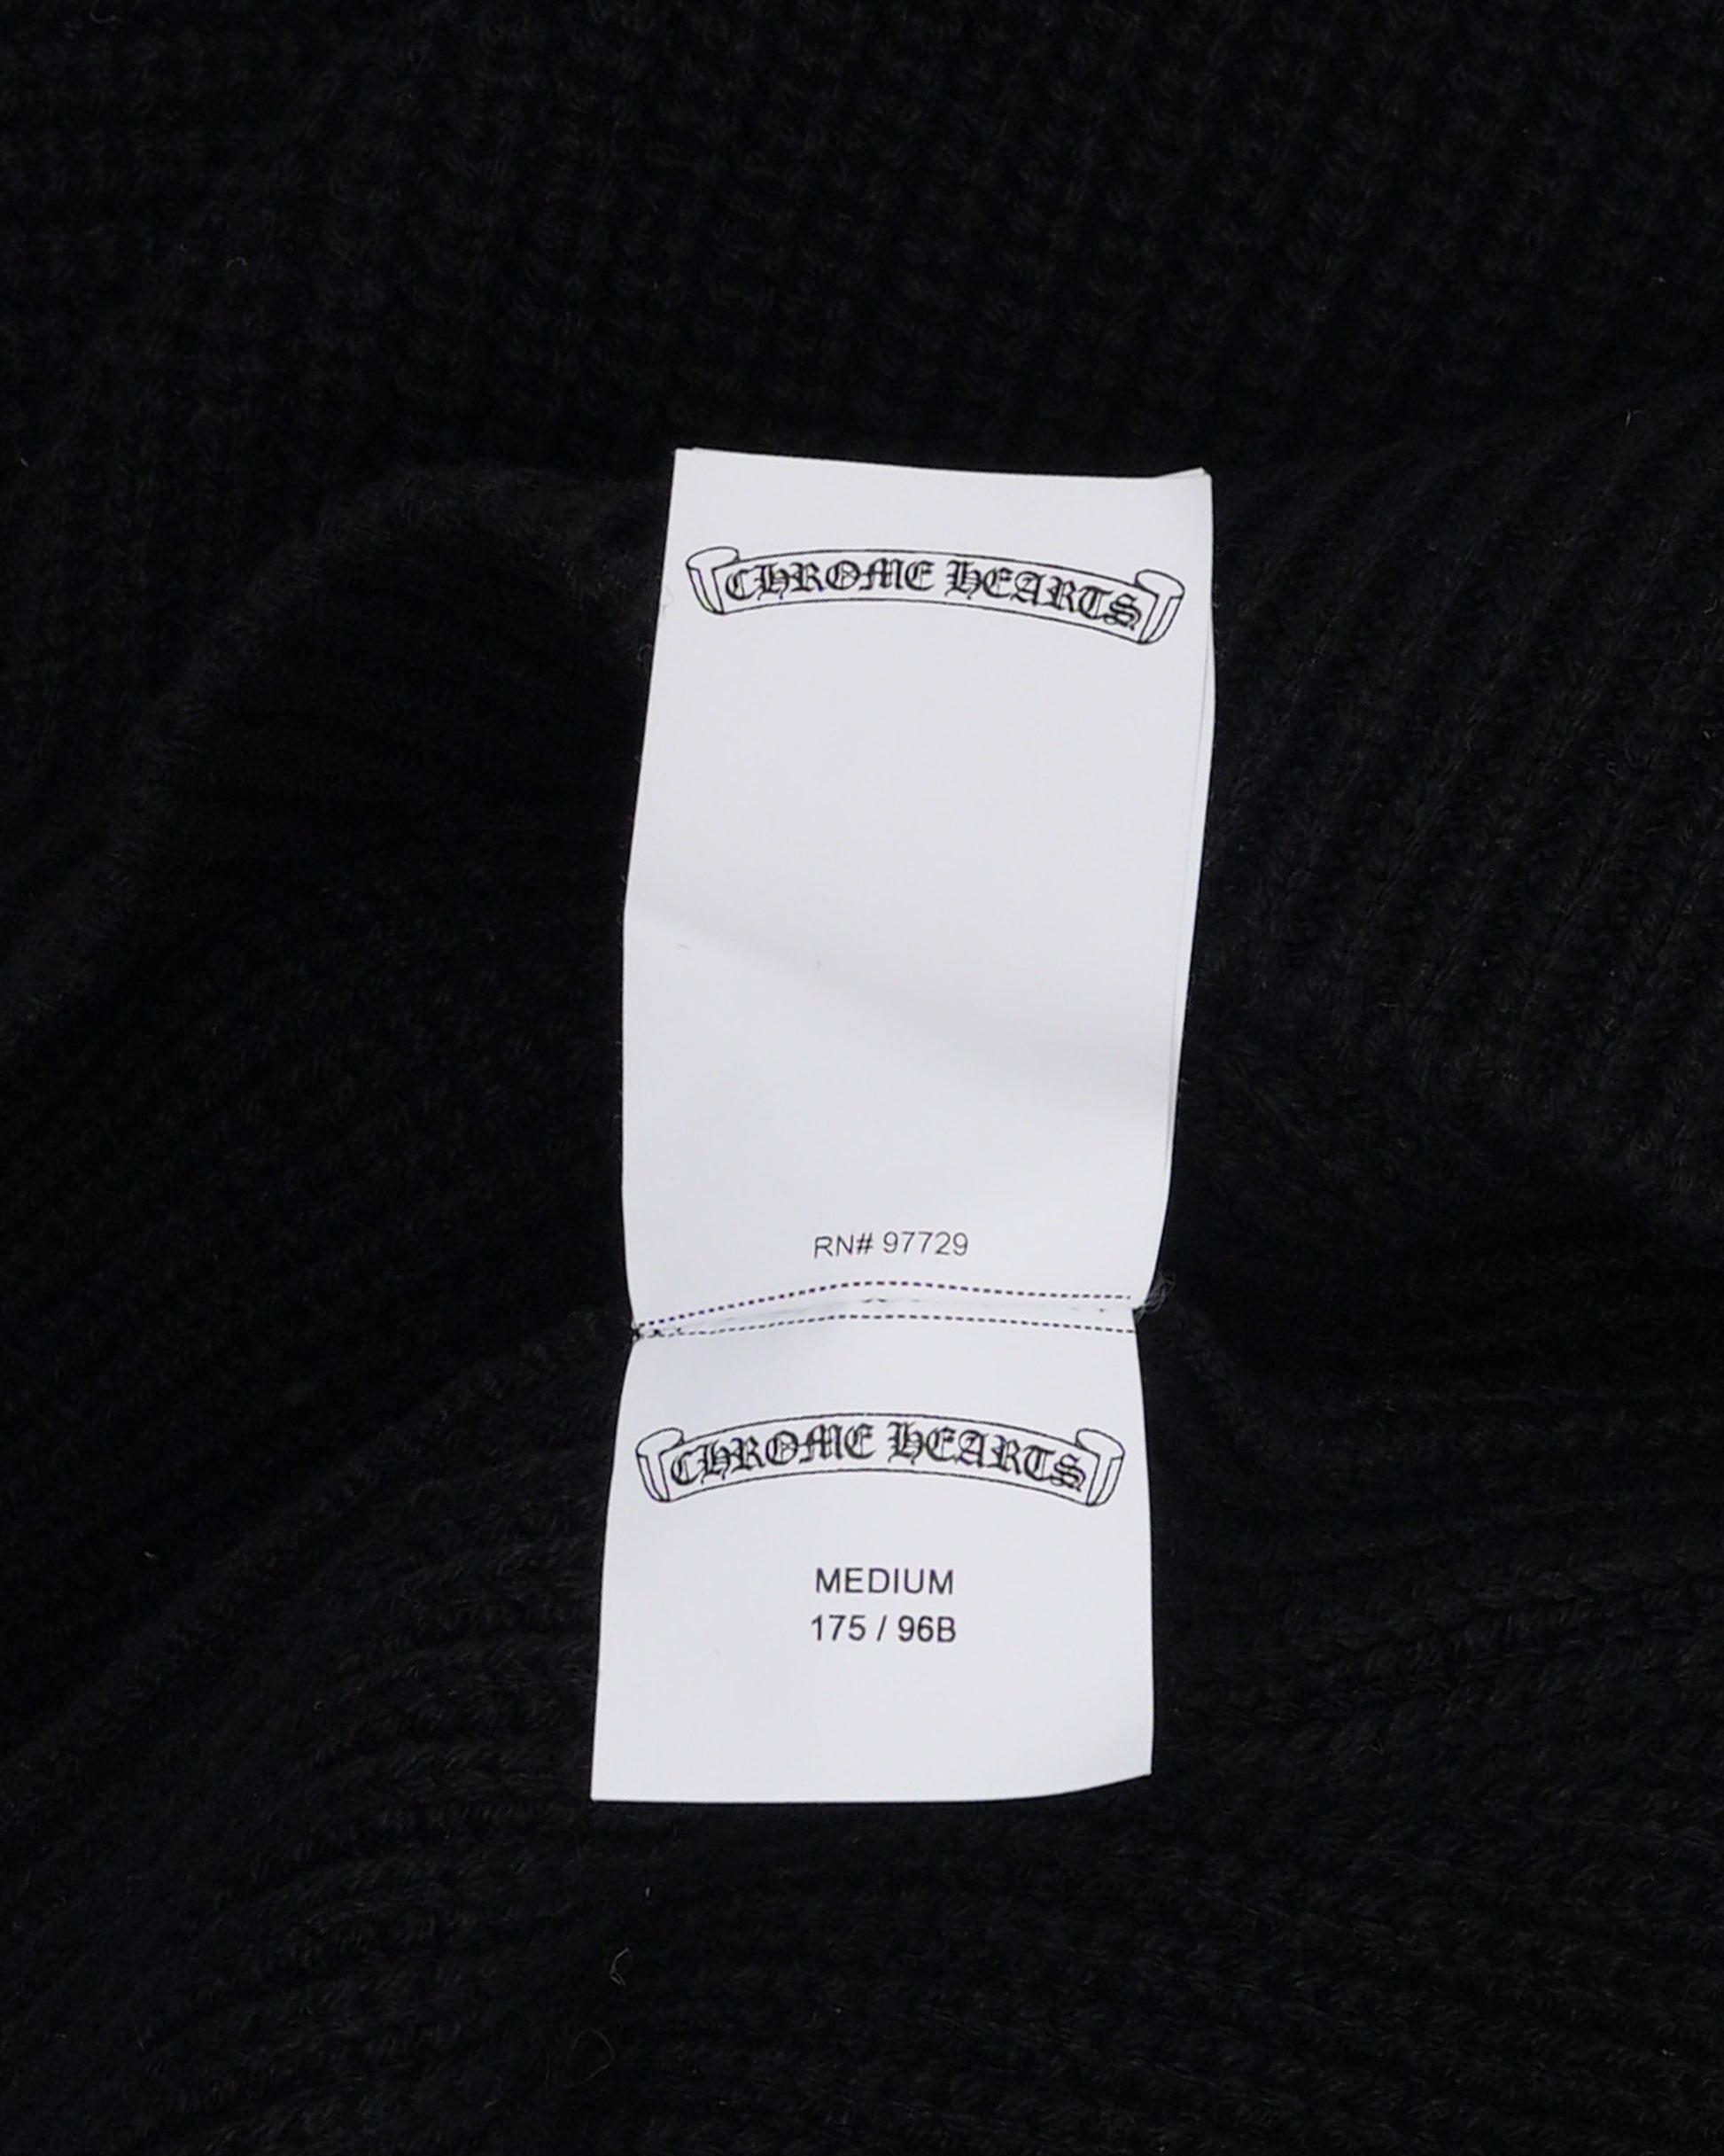 CHROME HEARTS
RN# 97729
CHROME HEARTS
MEDIUM
175 / 96B